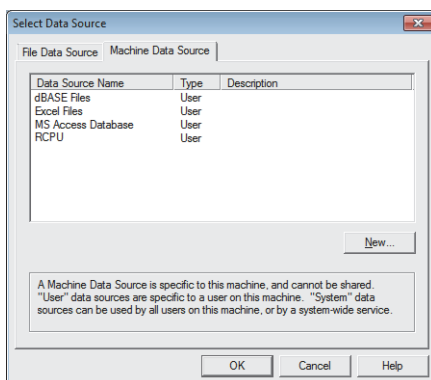 Select Data Source
File Data Source Machine Data Source
Data Source Name Type Description
dBASE Files User
Excel Files User
MS Access Database User
RCPU User
New...
A Machine Data Source is specific to this machine, and cannot be shared.
"User" data sources are specific to a user on this machine. "System" data
sources can be used by all users on this machine, or by a system-wide service.
OK Cancel Help